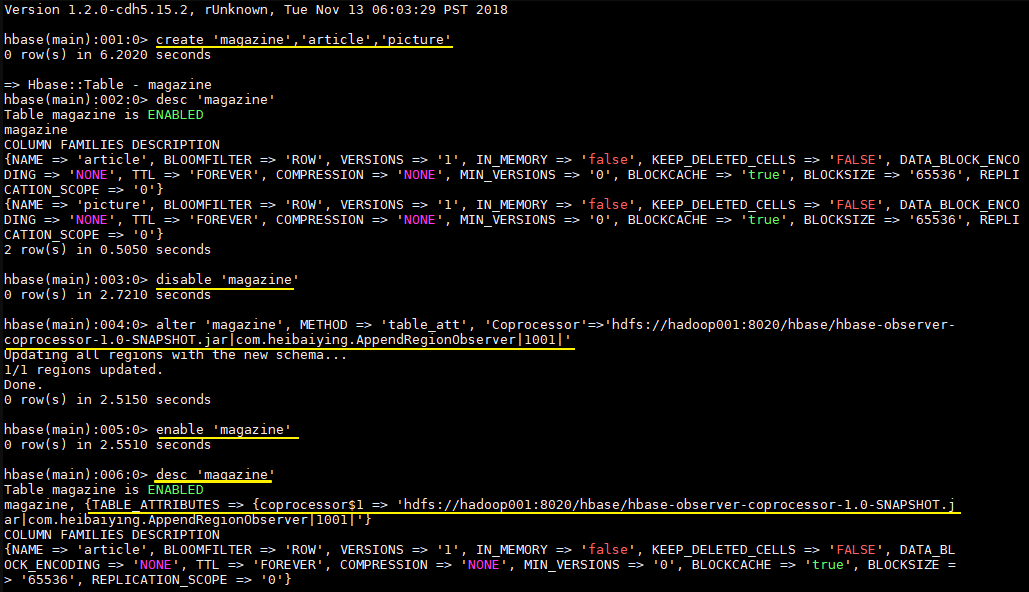 Version 1.2.0-cdh5.15.2, rUnknown, Tue Nov 13 06:03:29 PST 2018
hbase(main):001:0> create 'magazine','article','picture'
0 row(s) in 6.2020 seconds
=> Hbase::Table - magazine
hbase(main):002:0> desc 'magazine'
Table magazine is ENABLED
magazine
COLUMN FAMILIES DESCRIPTION
{NAME => 'article', BLOOMFILTER => 'ROW', VERSIONS => '1', IN_MEMORY => 'false', KEEP_DELETED_CELLS => 'FALSE', DATA_BLOCK_ENCO
DING => 'NONE', TTL => 'FOREVER', COMPRESSION => 'NONE', MIN_VERSIONS => '0', BLOCKCACHE => 'true', BLOCKSIZE => '65536', REPLI
CATION_SCOPE => '0'}
{NAME => 'picture', BLOOMFILTER => 'ROW', VERSIONS => '1', IN_MEMORY => 'false', KEEP_DELETED_CELLS => 'FALSE', DATA_BLOCK_ENCO
DING => 'NONE', TTL => 'FOREVER', COMPRESSION => 'NONE', MIN_VERSIONS => '0', BLOCKCACHE => 'true', BLOCKSIZE => '65536', REPLI
CATION_SCOPE => '0'}
2 row(s) in 0.5050 seconds
hbase(main):003:0> disable 'magazine'
0 row(s) in 2.7210 seconds
hbase(main):004:0> alter 'magazine', METHOD => 'table_att', 'Coprocessor'=>'hdfs://hadoop001:8020/hbase/hbase-observer-
coprocessor-1.0-SNAPSHOT.jar|com.heibaiying.AppendRegionObserver|1001|'
Updating all regions with the new schema...
1/1 regions updated.
Done.
0 row(s) in 2.5150 seconds
hbase(main):005:0> enable 'magazine'
0 row(s) in 2.5510 seconds
hbase(main):006:0> desc 'magazine'
Table magazine is ENABLED
magazine, {TABLE_ATTRIBUTES => {coprocessor$1 => 'hdfs://hadoop001:8020/hbase/hbase-observer-coprocessor-1.0-SNAPSHOT.j
ar|com.heibaiying.AppendRegionObserver|1001|'}
COLUMN FAMILIES DESCRIPTION
{NAME => 'article', BLOOMFILTER => 'ROW', VERSIONS => '1', IN_MEMORY => 'false', KEEP_DELETED_CELLS => 'FALSE', DATA_BL
OCK_ENCODING => 'NONE', TTL => 'FOREVER', COMPRESSION => 'NONE', MIN_VERSIONS => '0', BLOCKCACHE => 'true', BLOCKSIZE =
> '65536', REPLICATION_SCOPE => '0'}